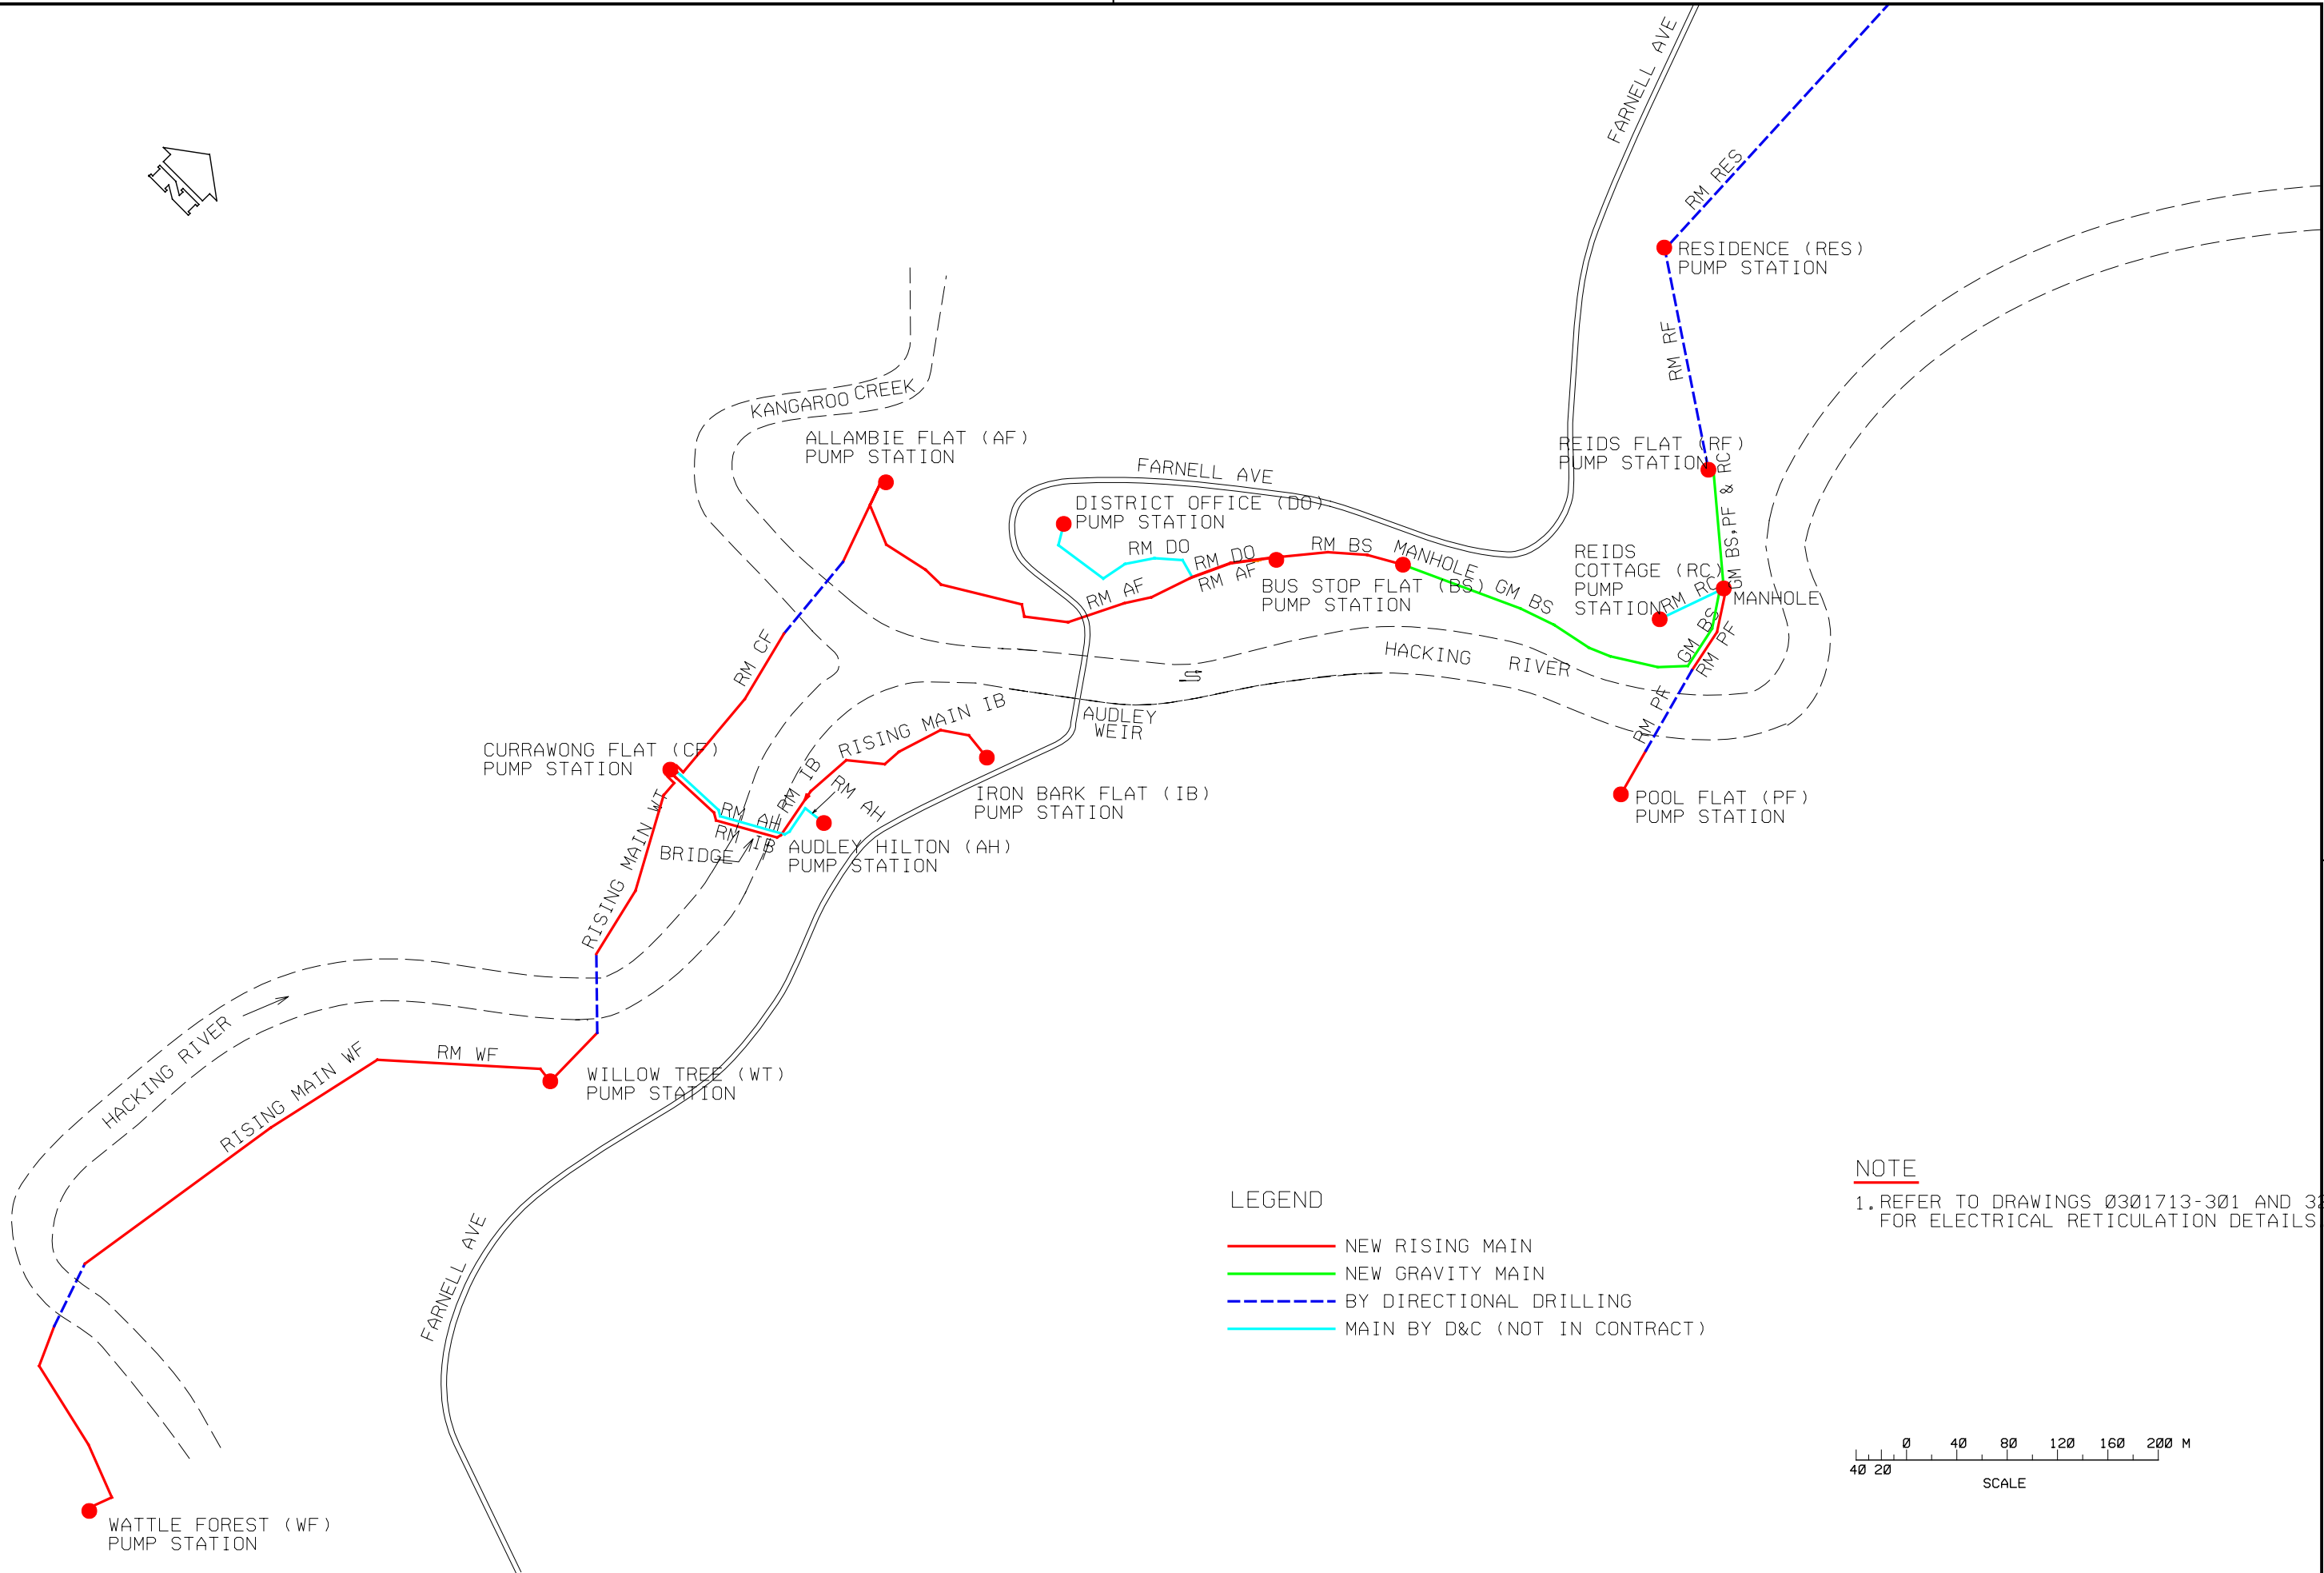 FARNELL AVE
N
RM RES
RESIDENCE (RES)
PUMP STATION
RM RF
KANGAROO CREEK
ALLAMBIE FLAT (AF)
PUMP STATION
REIDS FLAT (RF)
PUMP STATION
GM BS,PF & RC
FARNELL AVE
DISTRICT OFFICE (DO)
PUMP STATION
RM DO
RM DO
RM AF
RM AF
RM BS
MANHOLE
GM BS
BUS STOP FLAT (BS)
PUMP STATION
REIDS
COTTAGE (RC)
PUMP
STATION
RM RC
MANHOLE
GM BS
RM PF
RM PF
RM CF
HACKING RIVER
AUDLEY
WEIR
RISING MAIN IB
CURRAWONG FLAT (CF)
PUMP STATION
RM IB
RM AH
RM AH
RM IB
IRON BARK FLAT (IB)
PUMP STATION
POOL FLAT (PF)
PUMP STATION
RISING MAIN WT
BRIDGE
AUDLEY HILTON (AH)
PUMP STATION
HACKING RIVER
RISING MAIN WF
RM WF
WILLOW TREE (WT)
PUMP STATION
FARNELL AVE
LEGEND
NEW RISING MAIN
NEW GRAVITY MAIN
BY DIRECTIONAL DRILLING
MAIN BY D&C (NOT IN CONTRACT)
NOTE
1. REFER TO DRAWINGS 0301713-301 AND
FOR ELECTRICAL RETICULATION DETAILS
0 40 80 120 160 200 M
40 20
SCALE
WATTLE FOREST (WF)
PUMP STATION